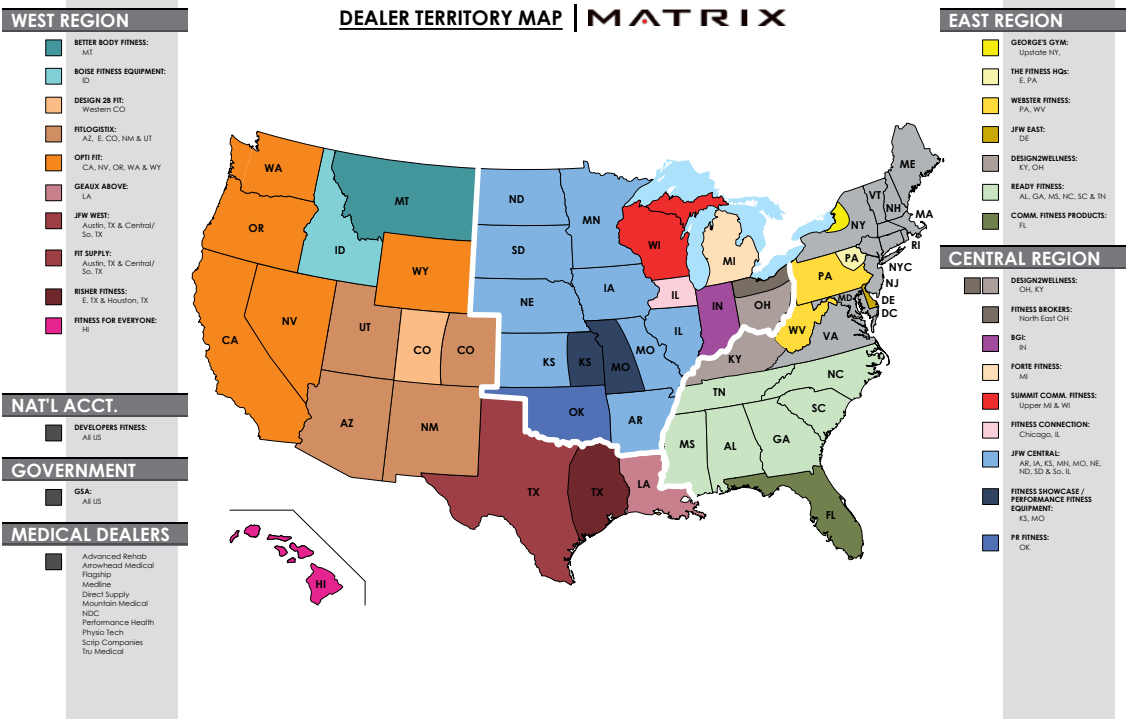 DEALER TERRITORY MAP | MATRIX
WEST REGION
BETTER BODY FITNESS:
MT
BOISE FITNESS EQUIPMENT:
ID
DESIGN 2B FIT:
Western CO
FITLOGISTIX:
AZ, E. CO, NM & UT
OPTI FIT:
CA, NV, OR, WA & WY
GEAUX ABOVE:
LA
JFW WEST:
Austin, TX & Central/
So. TX
FIT SUPPLY:
Austin, TX & Central/
So. TX
RISHER FITNESS:
E. TX & Houston, TX
FITNESS FOR EVERYONE:
HI
NAT'L ACCT.
DEVELOPERS FITNESS:
All US
GOVERNMENT
GSA:
All US
MEDICAL DEALERS
Advanced Rehab
Arrowhead Medical
Flagship
Medline
Direct Supply
Mountain Medical
NDC
Performance Health
Physio Tech
Scrip Companies
Tru Medical
WA
OR
CA
NV
ID
MT
WY
UT
CO
CO
AZ
NM
ND
SD
NE
KS
KS
OK
TX
TX
MN
IA
MO
MO
AR
LA
WI
IL
IL
MI
IN
OH
KY
TN
MS
AL
GA
FL
SC
NC
VA
WV
PA
PA
NY
VT
NH
ME
MA
RI
NYC
NJ
DE
MD
DC
HI
EAST REGION
GEORGE'S GYM:
Upstate NY,
THE FITNESS HQs:
E. PA
WEBSTER FITNESS:
PA, WV
JFW EAST:
DE
DESIGN2WELLNESS:
KY, OH
READY FITNESS:
AL, GA, MS, NC, SC & TN
COMM. FITNESS PRODUCTS:
FL
CENTRAL REGION
DESIGN2WELLNESS:
OH, KY
FITNESS BROKERS:
North East OH
BGI:
IN
FORTE FITNESS:
MI
SUMMIT COMM. FITNESS:
Upper MI & WI
FITNESS CONNECTION:
Chicago, IL
JFW CENTRAL:
AR, IA, KS, MN, MO, NE,
ND, SD & So. IL
FITNESS SHOWCASE /
PERFORMANCE FITNESS
EQUIPMENT:
KS, MO
PR FITNESS:
OK